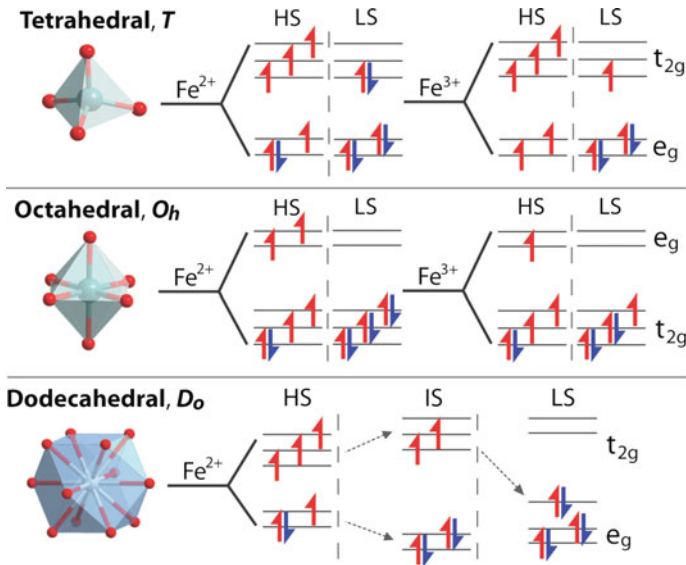 Tetrahedral, T
HS LS
Fe2+
Fe3+
HS LS
t2g
eg
Octahedral, Oh
HS LS
Fe2+
Fe3+
HS LS
eg
t2g
Dodecahedral, Do
HS IS LS
Fe2+
t2g
eg